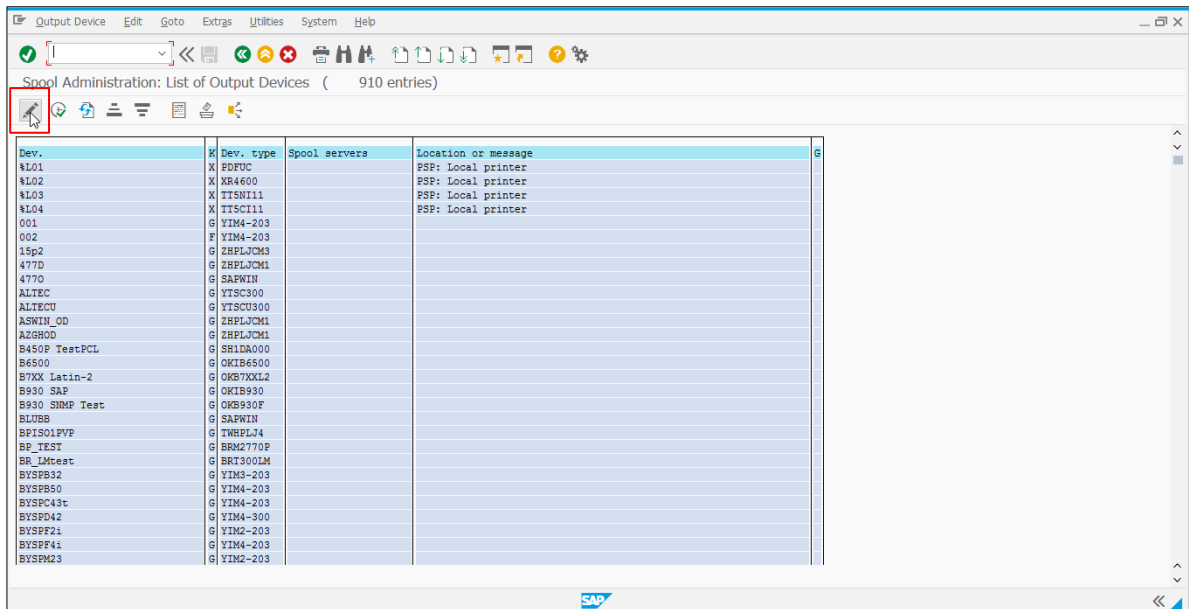 Output Device Edit Goto Extras Utilities System Help
Spool Administration: List of Output Devices ( 910 entries)
Dev. K Dev. type Spool servers Location or message G
%L01 X PDFUC PSP: Local printer
%L02 X XR4600 PSP: Local printer
%L03 X TT5NI11 PSP: Local printer
%L04 X TT5CI11 PSP: Local printer
001 G YIM4-203
002 F YIM4-203
15p2 G ZHPLJCM3
477D G ZHPLJCM1
477O G SAPWIN
ALTEC G YTSC300
ALTECU G YTSCU300
ASWIN_OD G ZHPLJCM1
AZGHOD G ZHPLJCM1
B450P TestPCL G SH1DA000
B6500 G OKIB6500
B7XX Latin-2 G OKB7XXL2
B930 SAP G OKIB930
B930 SNMP Test G OKB930F
BLUBB G SAPWIN
BPISO1PVP G TWHPLJ4
BP_TEST G BRM2770P
BR_LMtest G BRT300LM
BYSPB32 G YIM3-203
BYSPB50 G YIM4-203
BYSPC43t G YIM4-203
BYSPD42 G YIM4-300
BYSPF2i G YIM2-203
BYSPF4i G YIM4-203
BYSPM23 G YIM2-203
SAP